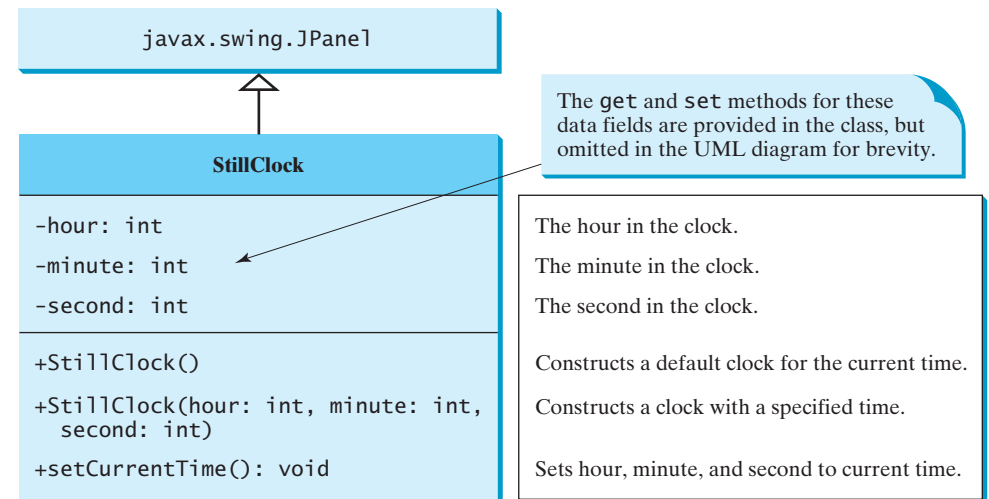 javax.swing.JPanel
The get and set methods for these
data fields are provided in the class, but
omitted in the UML diagram for brevity.
StillClock
-hour: int
The hour in the clock.
-minute: int
The minute in the clock.
-second: int
The second in the clock.
+StillClock()
Constructs a default clock for the current time.
+StillClock(hour: int, minute: int,
second: int)
Constructs a clock with a specified time.
+setCurrentTime(): void
Sets hour, minute, and second to current time.